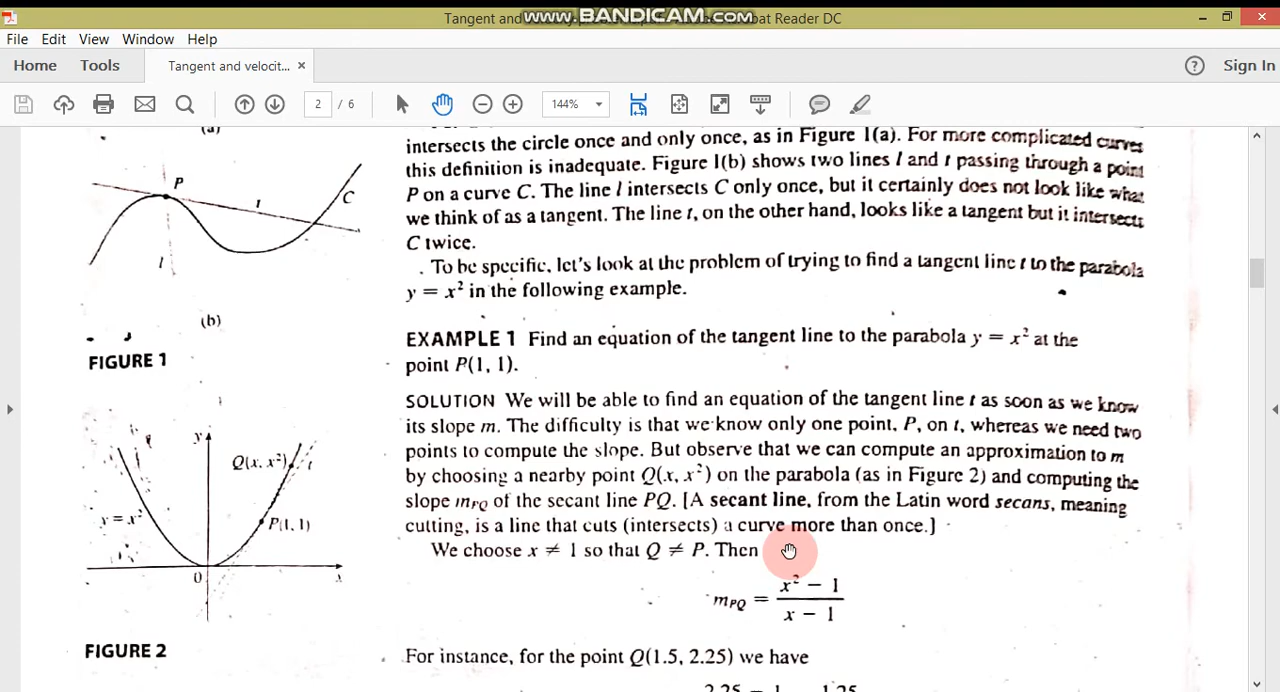 Tangent and
www.BANDICAM.com
bat Reader DC
File Edit View Window Help
Home Tools Tangent and velocit... × Sign In
2 / 6 144%
(a)
intersects the circle once and only once, as in Figure 1(a). For more complicated curves
this definition is inadequate. Figure 1(b) shows two lines l and t passing through a point
P on a curve C. The line l intersects C only once, but it certainly does not look like what
we think of as a tangent. The line t, on the other hand, looks like a tangent but it intersects
C twice.
To be specific, let's look at the problem of trying to find a tangent line t to the parabola
y = x² in the following example.
P
C
t
l
(b)
FIGURE 1
EXAMPLE 1 Find an equation of the tangent line to the parabola y = x² at the
point P(1, 1).
SOLUTION We will be able to find an equation of the tangent line t as soon as we know
its slope m. The difficulty is that we know only one point, P, on t, whereas we need two
points to compute the slope. But observe that we can compute an approximation to m
by choosing a nearby point Q(x, x²) on the parabola (as in Figure 2) and computing the
slope mPQ of the secant line PQ. [A secant line, from the Latin word secans, meaning
cutting, is a line that cuts (intersects) a curve more than once.]
We choose x ≠ 1 so that Q ≠ P. Then
mPQ = x² − 1 / x − 1
y
Q(x, x²)
t
y = x²
P(1, 1)
0
x
FIGURE 2
For instance, for the point Q(1.5, 2.25) we have
2.25 − 1 1.25